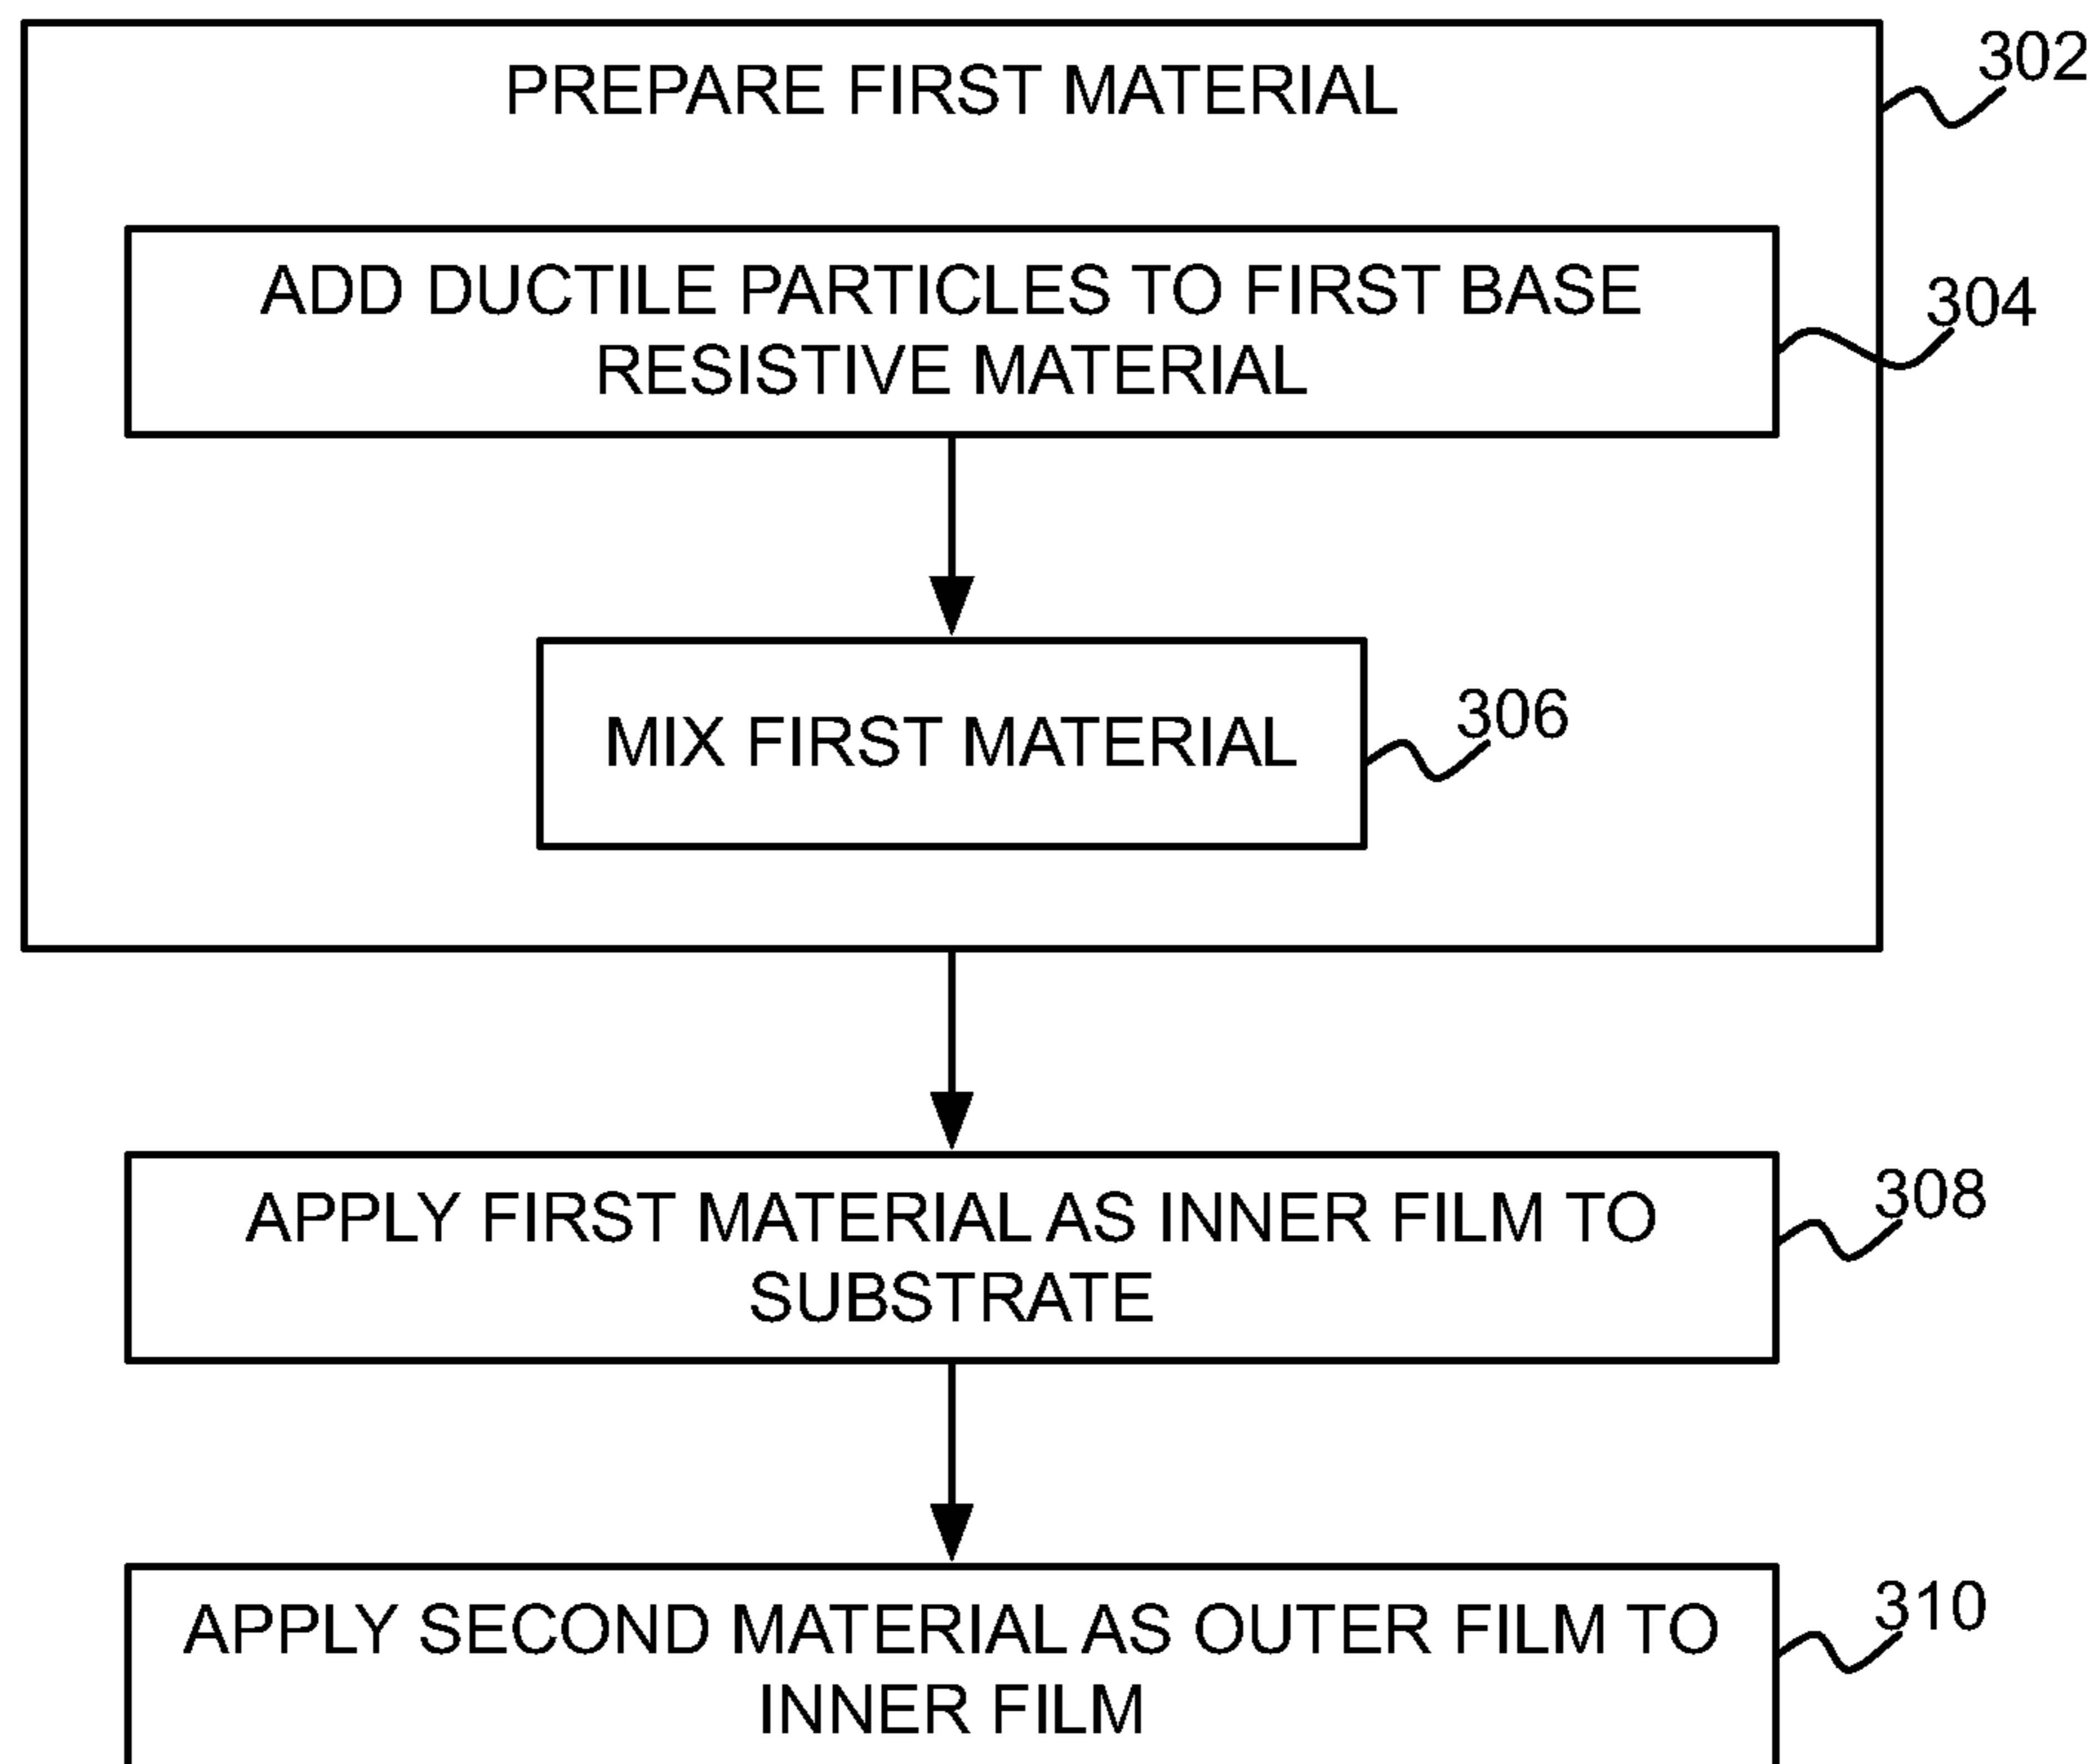 PREPARE FIRST MATERIAL
302
ADD DUCTILE PARTICLES TO FIRST BASE
RESISTIVE MATERIAL
304
MIX FIRST MATERIAL
306
APPLY FIRST MATERIAL AS INNER FILM TO
SUBSTRATE
308
APPLY SECOND MATERIAL AS OUTER FILM TO
INNER FILM
310